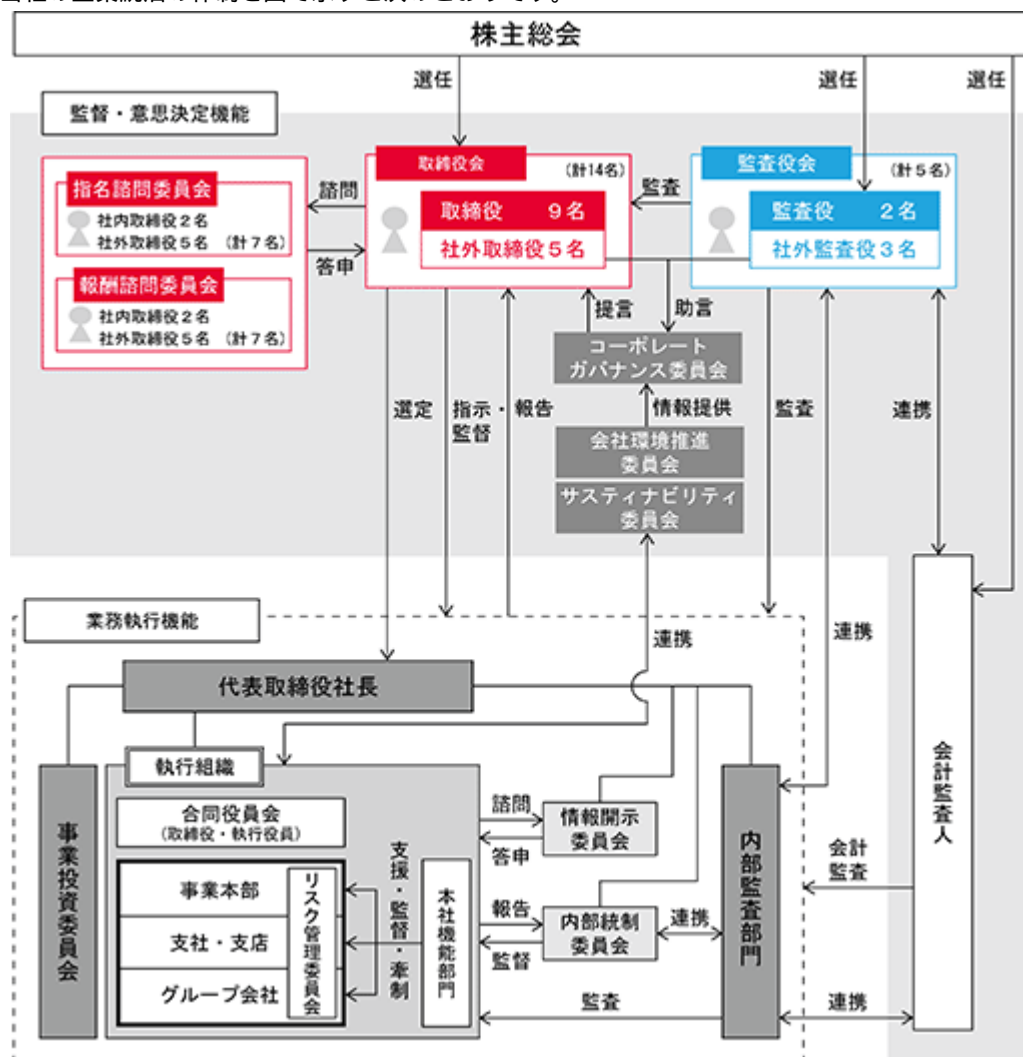 株主総会
選任
選任
選任
監督・意思決定機能
指名諮問委員会
社内取締役2名
社外取締役5名 (計7名)
報酬諮問委員会
社内取締役2名
社外取締役5名 (計7名)
諮問
答申
取締役会
(計14名)
取締役 9名
社外取締役5名
監査
監査役会
(計5名)
監査役 2名
社外監査役3名
提言
助言
コーポレート
ガバナンス委員会
情報提供
会社環境推進
委員会
サスティナビリティ
委員会
選定
指示・
監督
報告
監査
連携
業務執行機能
連携
連携
代表取締役社長
執行組織
合同役員会
(取締役・執行役員)
事業本部
支社・支店
グループ会社
リスク管理委員会
支援・監督・牽制
本社機能部門
事業投資委員会
諮問
答申
情報開示
委員会
報告
監督
内部統制
委員会
連携
監査
内部監査部門
会計
監査
連携
会計監査人